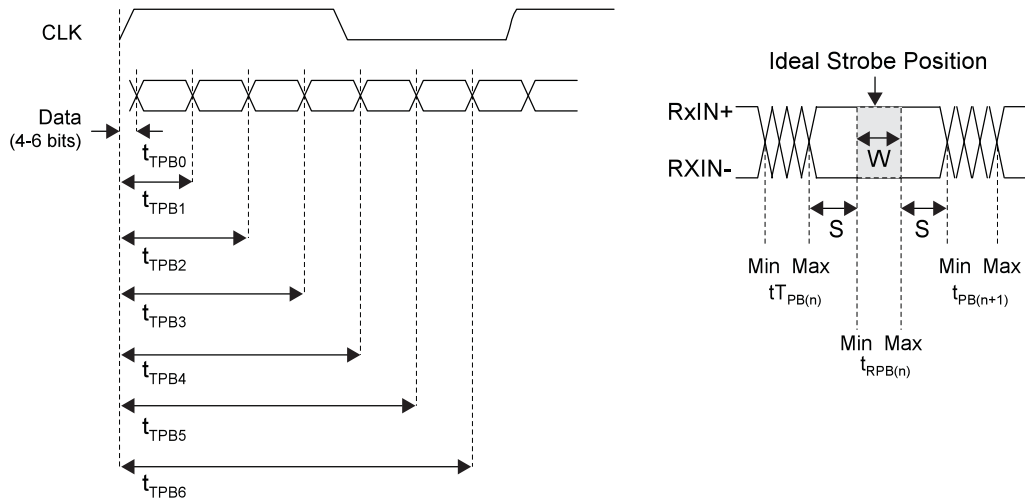 CLK
Data
(4-6 bits)
tTPB0
tTPB1
tTPB2
tTPB3
tTPB4
tTPB5
tTPB6
Ideal Strobe Position
RxIN+
W
RXIN-
S S
Min Max Min Max
tTPB(n) tPB(n+1)
Min Max
tRPB(n)